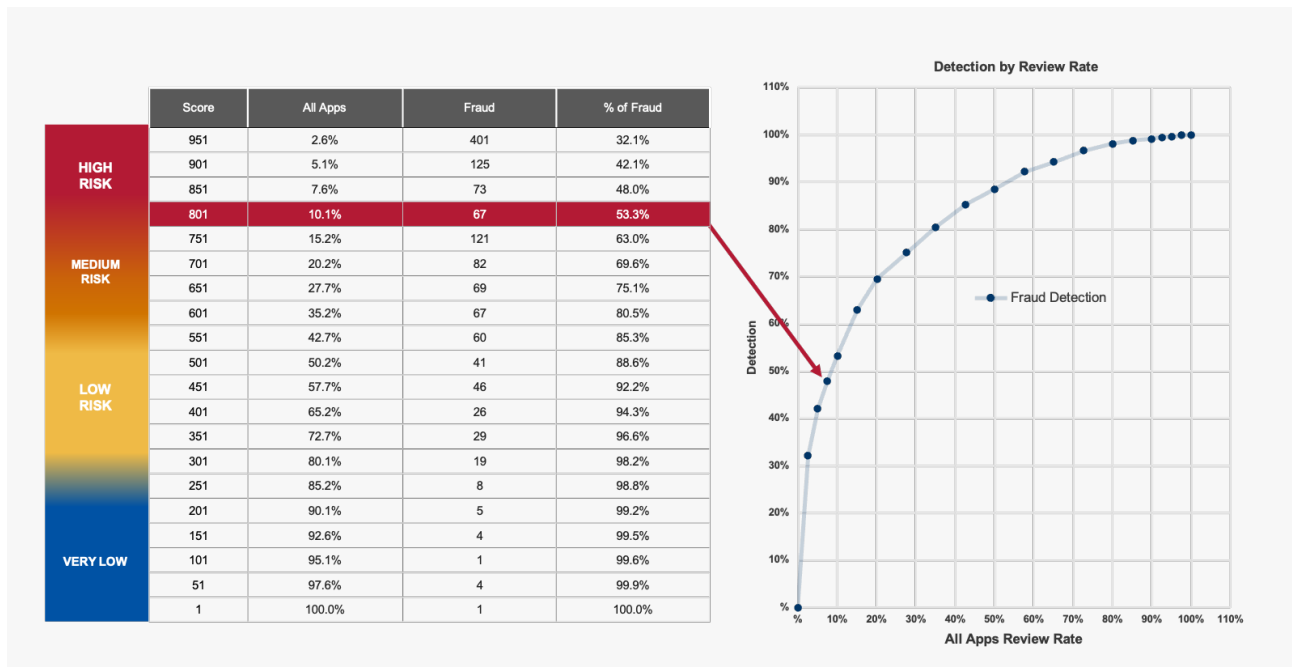 Score All Apps Fraud % of Fraud
HIGH
RISK
MEDIUM
RISK
LOW
RISK
VERY LOW
951 2.6% 401 32.1%
901 5.1% 125 42.1%
851 7.6% 73 48.0%
801 10.1% 67 53.3%
751 15.2% 121 63.0%
701 20.2% 82 69.6%
651 27.7% 69 75.1%
601 35.2% 67 80.5%
551 42.7% 60 85.3%
501 50.2% 41 88.6%
451 57.7% 46 92.2%
401 65.2% 26 94.3%
351 72.7% 29 96.6%
301 80.1% 19 98.2%
251 85.2% 8 98.8%
201 90.1% 5 99.2%
151 92.6% 4 99.5%
101 95.1% 1 99.6%
51 97.6% 4 99.9%
1 100.0% 1 100.0%
Detection by Review Rate
110%
100%
90%
80%
70%
60%
50%
40%
30%
20%
10%
%
Detection
Fraud Detection
% 10% 20% 30% 40% 50% 60% 70% 80% 90% 100% 110%
All Apps Review Rate